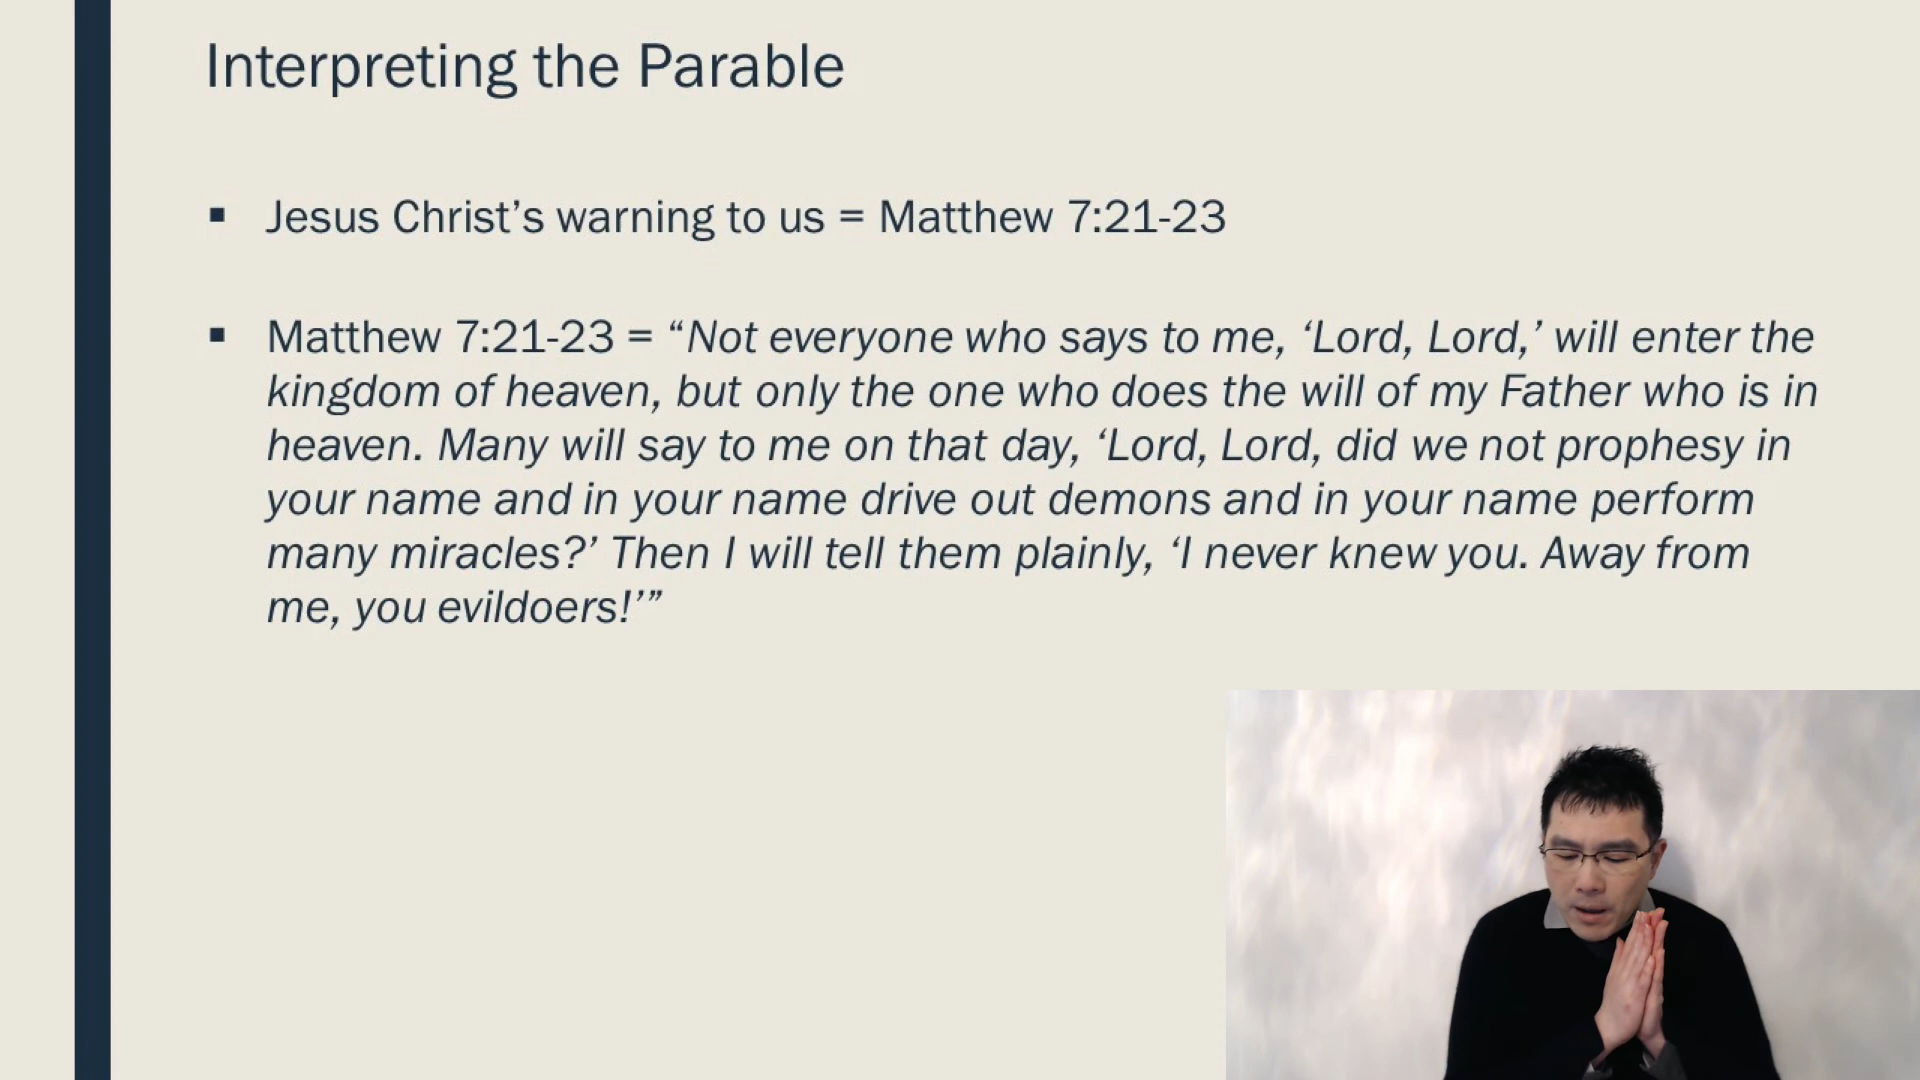 Interpreting the Parable
▪ Jesus Christ’s warning to us = Matthew 7:21-23
▪ Matthew 7:21-23 = “Not everyone who says to me, ‘Lord, Lord,’ will enter the
kingdom of heaven, but only the one who does the will of my Father who is in
heaven. Many will say to me on that day, ‘Lord, Lord, did we not prophesy in
your name and in your name drive out demons and in your name perform
many miracles?’ Then I will tell them plainly, ‘I never knew you. Away from
me, you evildoers!’”